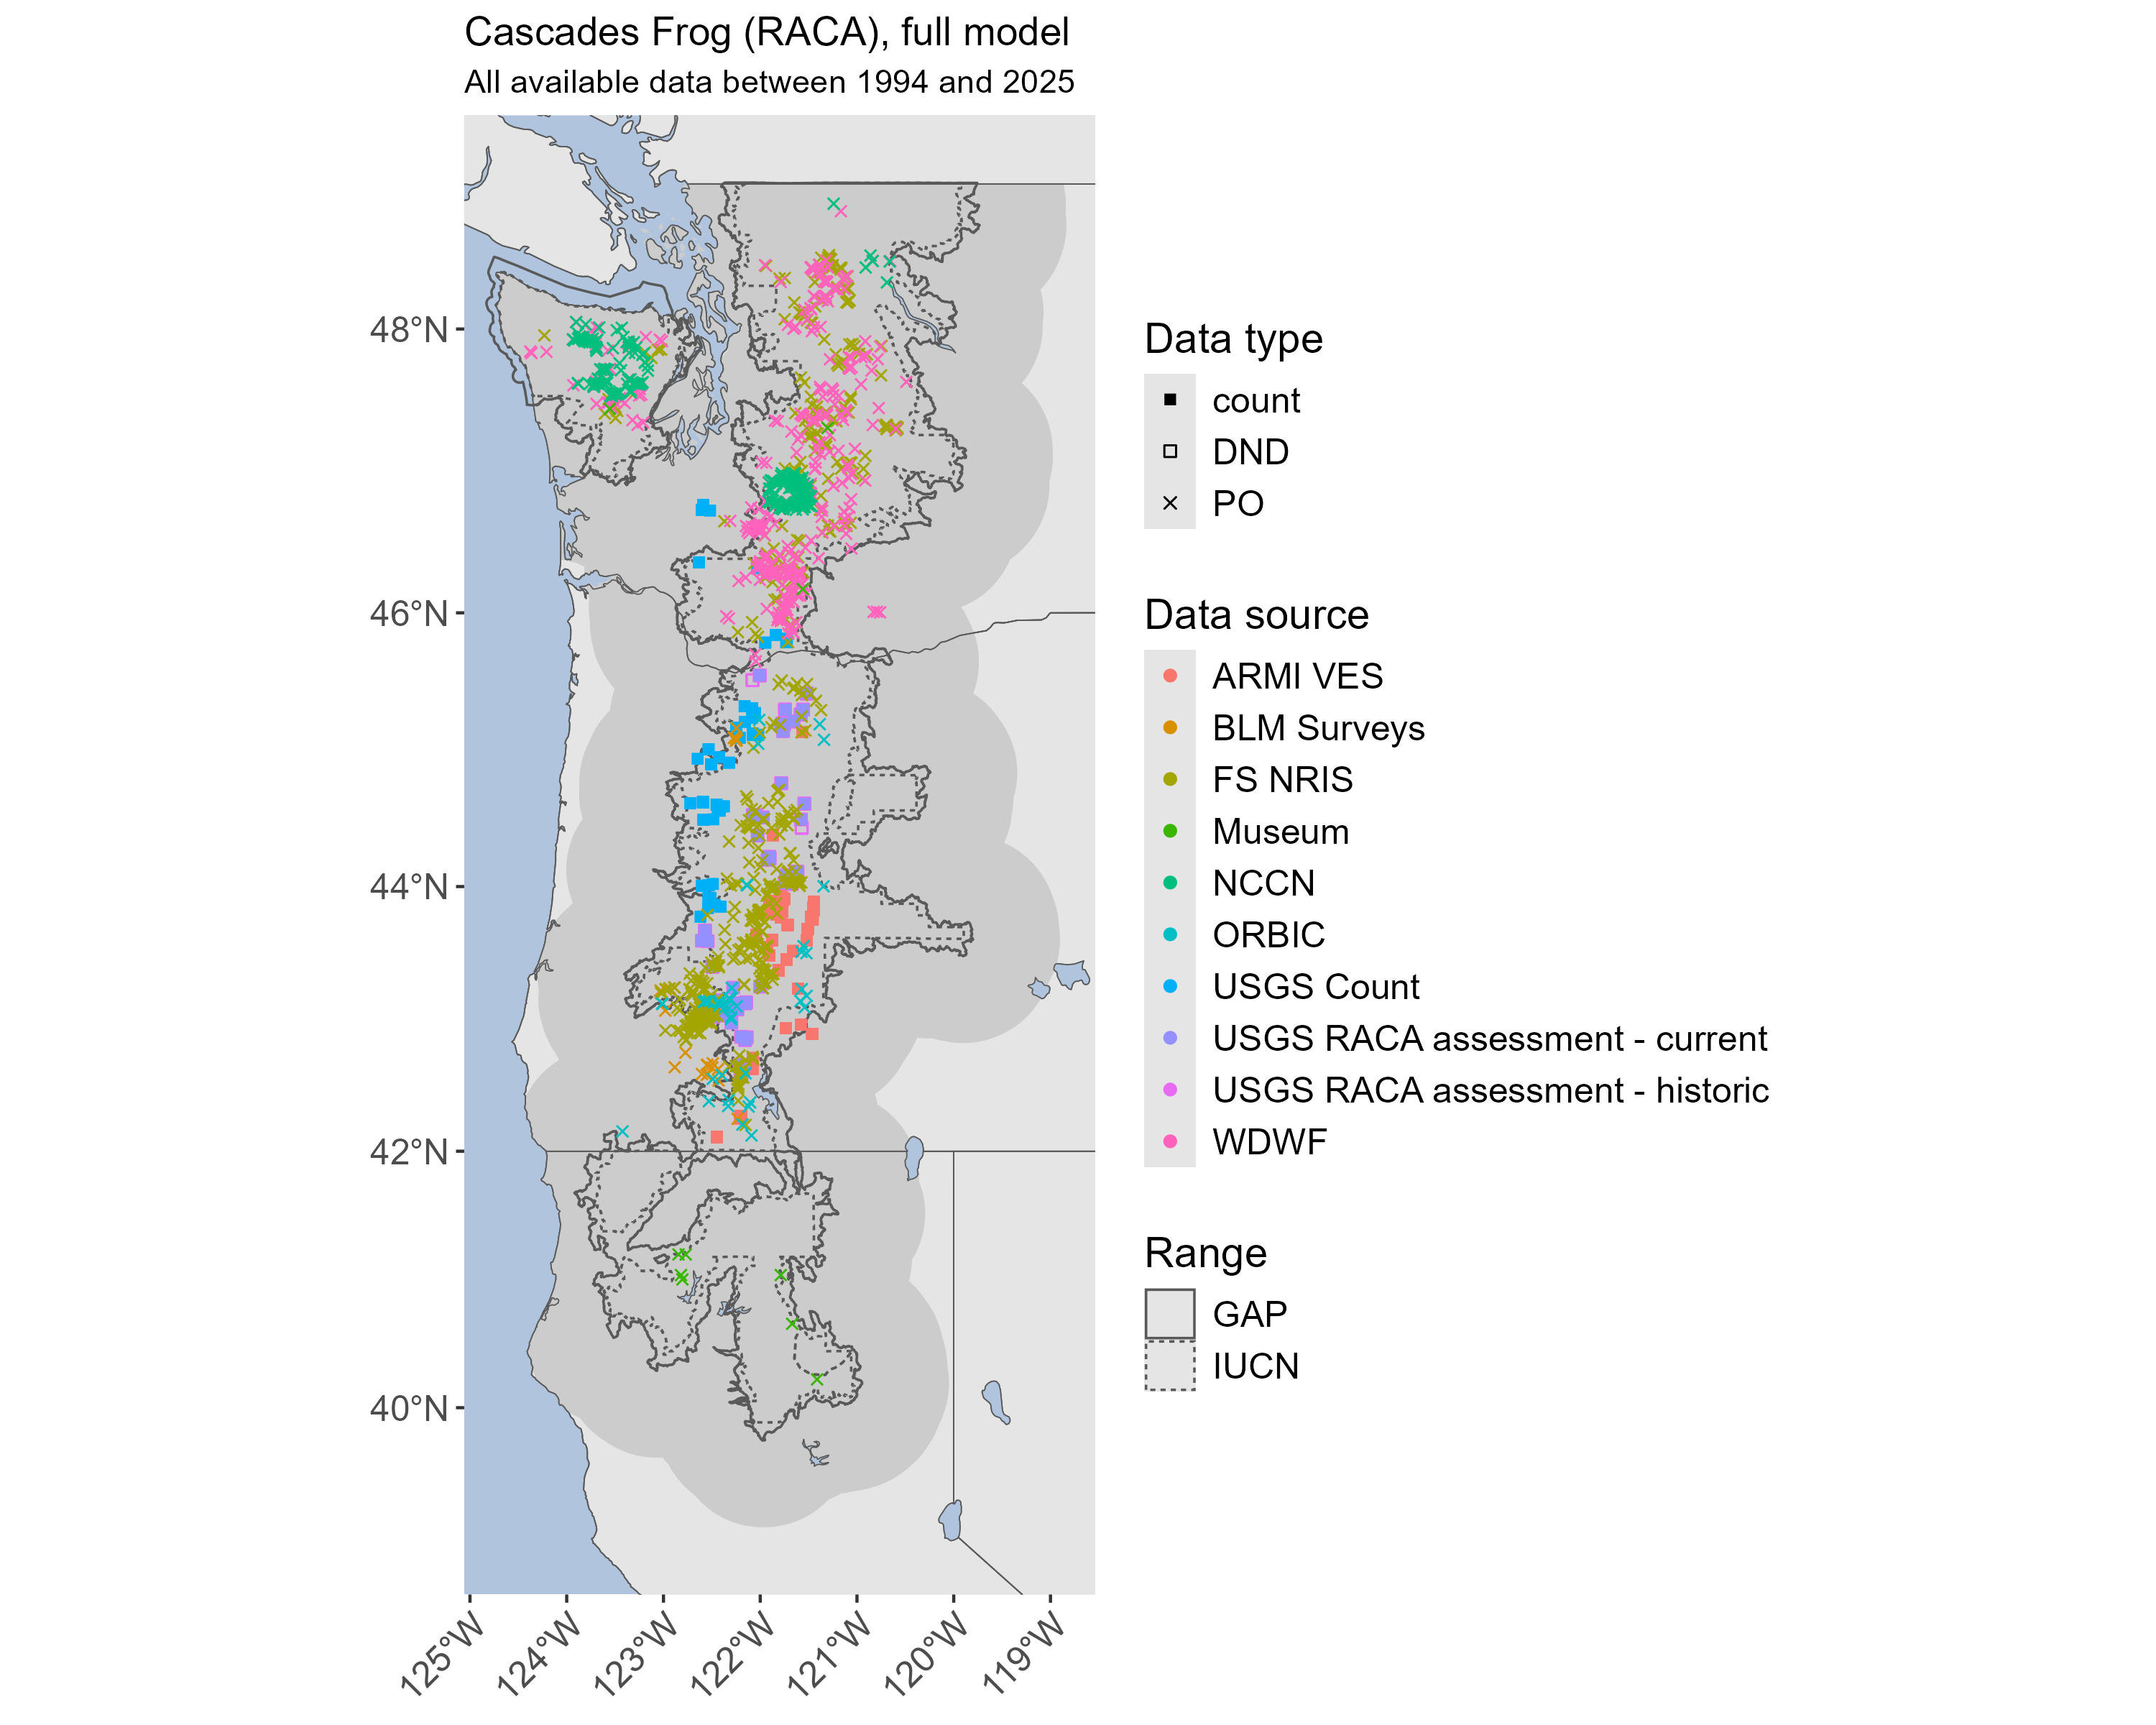 Cascades Frog (RACA), full model
All available data between 1994 and 2025
48°N
46°N
44°N
42°N
40°N
125°W
124°W
123°W
122°W
121°W
120°W
119°W
Data type
count
DND
PO
Data source
ARMI VES
BLM Surveys
FS NRIS
Museum
NCCN
ORBIC
USGS Count
USGS RACA assessment - current
USGS RACA assessment - historic
WDWF
Range
GAP
IUCN